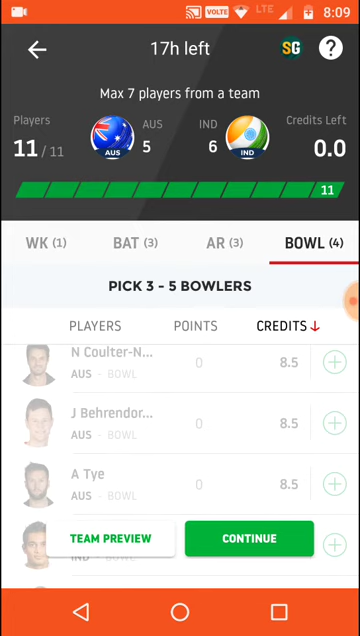 VOLTE LTE 8:09
17h left SG ?
Max 7 players from a team
Players AUS IND Credits Left
11 / 11 AUS 5 6 IND 0.0
11
WK (1) BAT (3) AR (3) BOWL (4)
PICK 3 - 5 BOWLERS
PLAYERS POINTS CREDITS
N Coulter-N...
AUS - BOWL 0 8.5
J Behrendor...
AUS - BOWL 0 8.5
A Tye
AUS - BOWL 0 8.5
TEAM PREVIEW CONTINUE
IND - BOWL